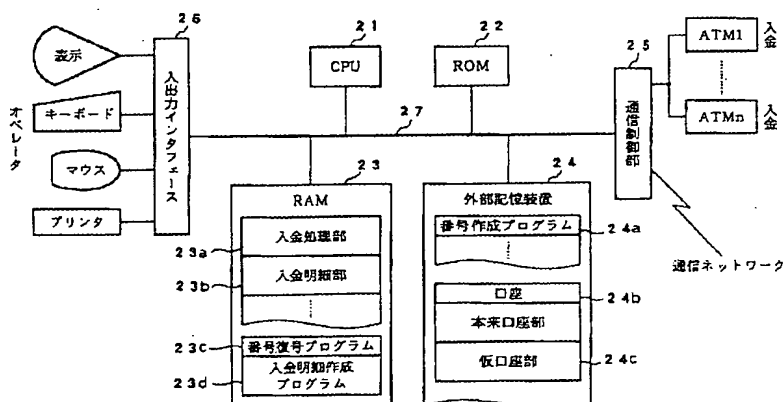 26
表示
キーボード
マウス
プリンタ
オペレータ
入出力インタフェース
21
CPU
22
ROM
27
25
通信制御部
ATM1
入金
ATMn
入金
通信ネットワーク
23
RAM
入金処理部
23a
入金明細部
23b
番号復号プログラム
23c
入金明細作成
プログラム
23d
24
外部記憶装置
番号作成プログラム
24a
口座
24b
本来口座部
仮口座部
24c